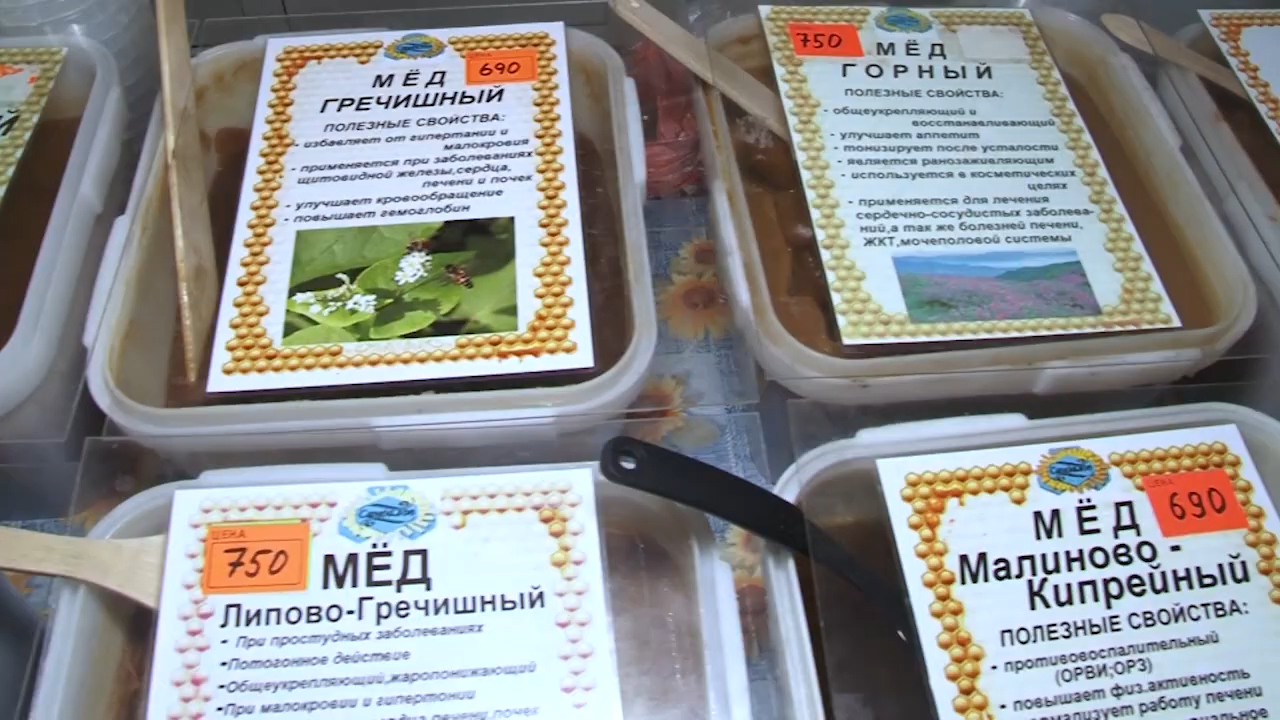 МЁД
690
ГРЕЧИШНЫЙ
ПОЛЕЗНЫЕ СВОЙСТВА:
- избавляет от гипертании и
малокровия
- применяется при заболеваниях
щитовидной железы,сердца,
печени и почек
- улучшает кровообращение
- повышает гемоглобин
750
МЁД
ГОРНЫЙ
ПОЛЕЗНЫЕ СВОЙСТВА:
- общеукрепляющий и
восстанавливающий
- улучшает аппетит
- тонизирует после усталости
- является ранозаживляющим
- используется в косметических
целях
- применяется для лечения
сердечно-сосудистых заболева-
ний,а так же болезней печени,
ЖКТ,мочеполовой системы
ЦЕНА
750
МЁД
Липово-Гречишный
- При простудных заболеваниях
-Потогонное действие
-Общеукрепляющий,жаропонижающий
-При малокровии и гипертонии
печени,почек
ЦЕНА
690
МЁД
Малиново -
Кипрейный
ПОЛЕЗНЫЕ СВОЙСТВА:
- противовоспалительный
(ОРВИ;ОРЗ)
- повышает физ.активность
работу печени